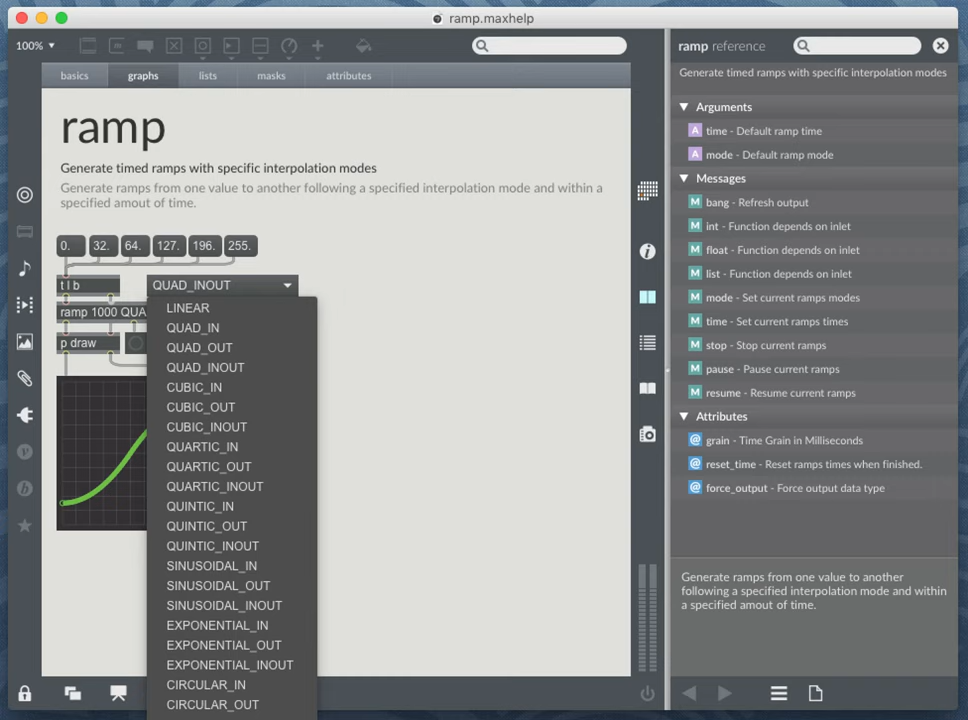 ramp.maxhelp
100%
basics
graphs
lists
masks
attributes
ramp
Generate timed ramps with specific interpolation modes
Generate ramps from one value to another following a specified interpolation mode and within a
specified amout of time.
0.
32.
64.
127.
196.
255.
t l b
QUAD_INOUT
ramp 1000 QUA
p draw
LINEAR
QUAD_IN
QUAD_OUT
QUAD_INOUT
CUBIC_IN
CUBIC_OUT
CUBIC_INOUT
QUARTIC_IN
QUARTIC_OUT
QUARTIC_INOUT
QUINTIC_IN
QUINTIC_OUT
QUINTIC_INOUT
SINUSOIDAL_IN
SINUSOIDAL_OUT
SINUSOIDAL_INOUT
EXPONENTIAL_IN
EXPONENTIAL_OUT
EXPONENTIAL_INOUT
CIRCULAR_IN
CIRCULAR_OUT
ramp reference
Generate timed ramps with specific interpolation modes
Arguments
A time - Default ramp time
A mode - Default ramp mode
Messages
M bang - Refresh output
M int - Function depends on inlet
M float - Function depends on inlet
M list - Function depends on inlet
M mode - Set current ramps modes
M time - Set current ramps times
M stop - Stop current ramps
M pause - Pause current ramps
M resume - Resume current ramps
Attributes
@ grain - Time Grain in Milliseconds
@ reset_time - Reset ramps times when finished.
@ force_output - Force output data type
Generate ramps from one value to another
following a specified interpolation mode and within
a specified amout of time.